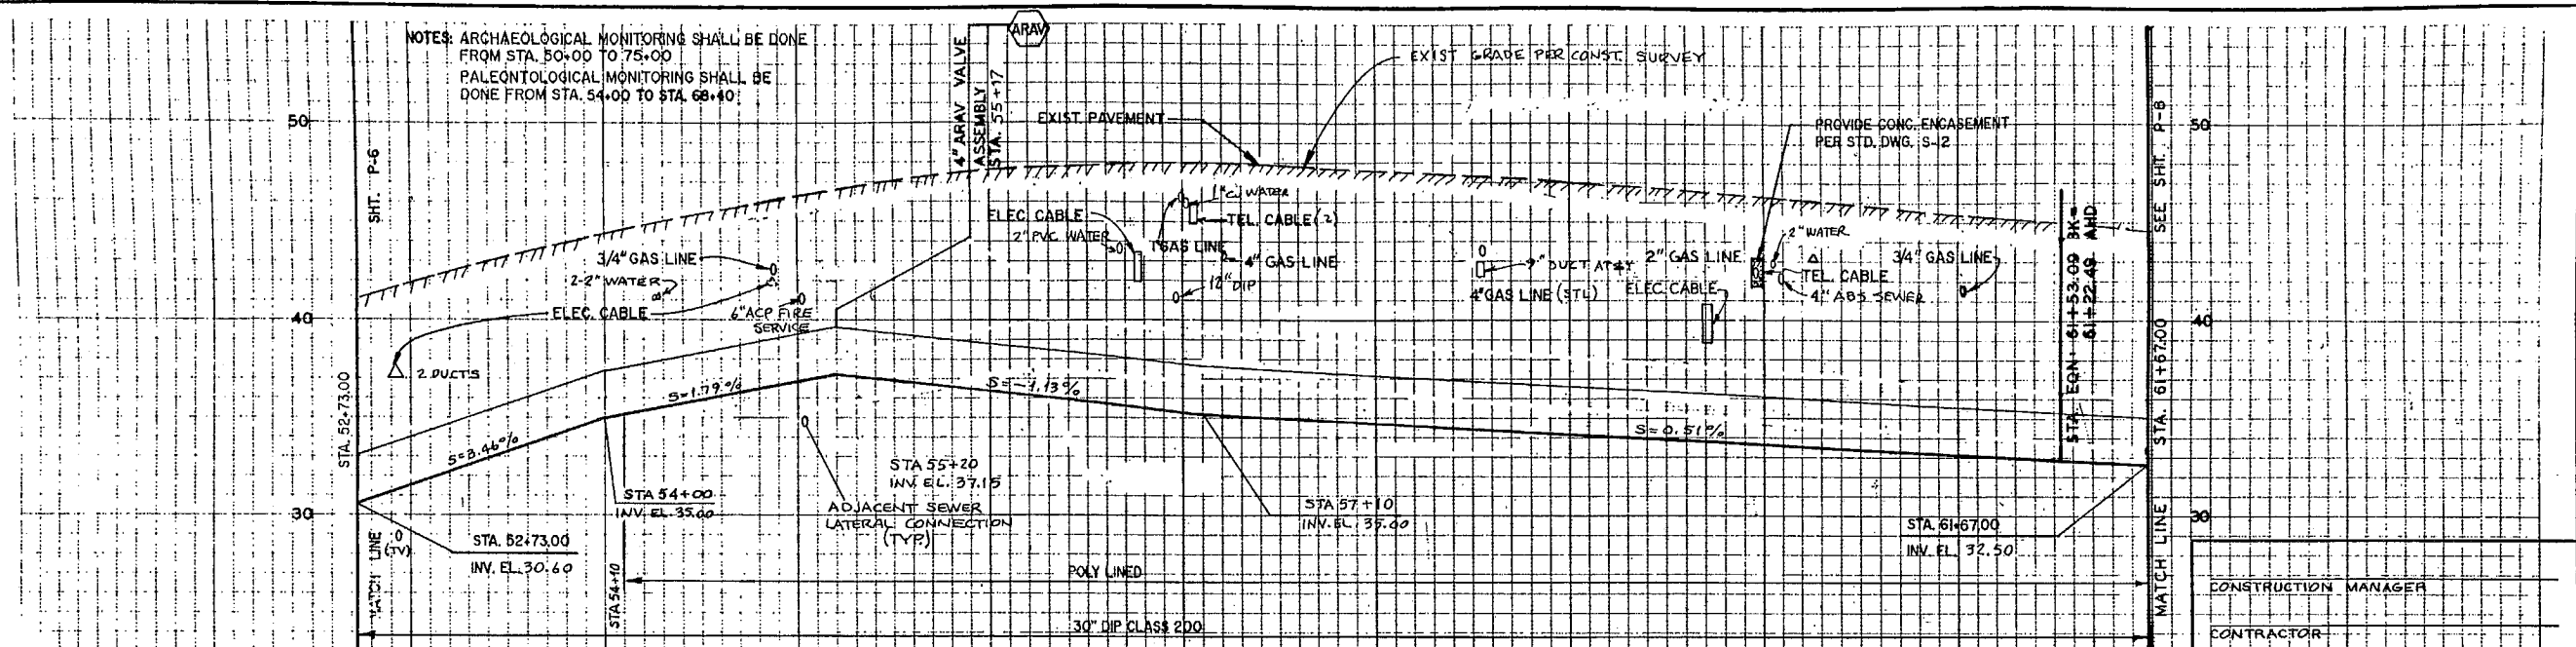 NOTES: ARCHAEOLOGICAL MONITORING SHALL BE DONE
FROM STA. 50+00 TO 75+00
PALEONTOLOGICAL MONITORING SHALL BE
DONE FROM STA. 54+00 TO STA. 68+40
ARAV
4" ARAV VALVE
ASSEMBLY
STA. 55+17
EXIST GRADE PER CONST. SURVEY
EXIST. PAVEMENT
PROVIDE CONC. ENCASEMENT
PER STD. DWG. S-2
50
50
SHT. P-6
SEE SHT. P-8
ELEC. CABLE
2" PVC WATER
WATER
TEL. CABLE (2)
GAS LINE
4" GAS LINE
12" DIP
3/4" GAS LINE
2-2" WATER
ELEC. CABLE
6" ACP FIRE
SERVICE
9" DUCT AT&T
4" GAS LINE (STL)
2" GAS LINE
ELEC. CABLE
2" WATER
TEL. CABLE
4" ABS SEWER
3/4" GAS LINE
STA. EQN. 61+53.09 BK=
61+22.49 AHD
40
40
2 DUCTS
STA. 52+73.00
S=3.46%
S=1.79%
S=-1.13%
S=0.51%
STA. 61+67.00
STA 54+00
INV. EL. 35.00
STA 55+20
INV. EL. 37.15
ADJACENT SEWER
LATERAL CONNECTION
(TYP.)
STA 57+10
INV. EL. 35.00
STA. 61+67.00
INV. EL. 32.50
30
30
(TV)
STA. 52+73.00
INV. EL. 30.60
MATCH LINE
STA 54+10
POLY LINED
30" DIP CLASS 200
MATCH LINE
CONSTRUCTION MANAGER
CONTRACTOR